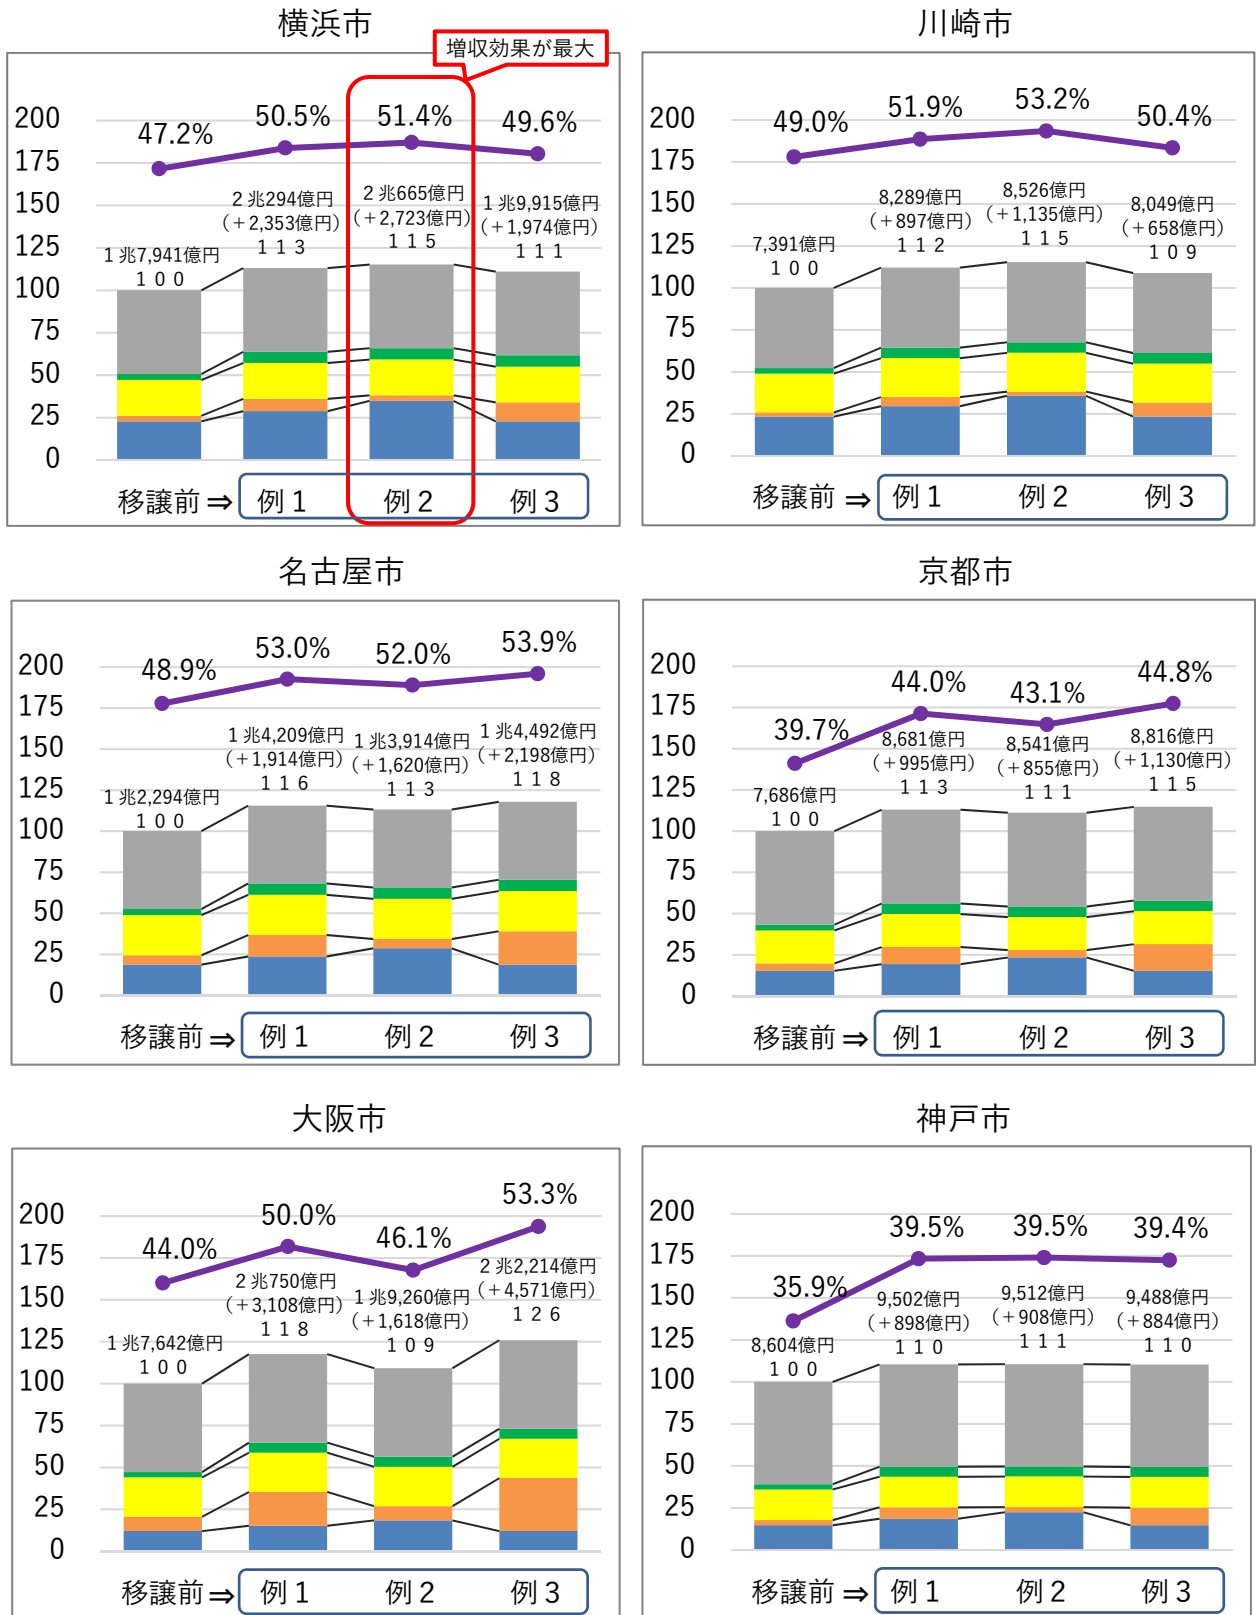 横浜市
増収効果が最大
200
175
150
125
100
75
50
25
0
47.2%
50.5%
51.4%
49.6%
1兆7,941億円
100
2兆294億円
(+2,353億円)
113
2兆665億円
(+2,723億円)
115
1兆9,915億円
(+1,974億円)
111
移譲前⇒
例1
例2
例3
川崎市
200
175
150
125
100
75
50
25
0
49.0%
51.9%
53.2%
50.4%
7,391億円
100
8,289億円
(+897億円)
112
8,526億円
(+1,135億円)
115
8,049億円
(+658億円)
109
移譲前⇒
例1
例2
例3
名古屋市
200
175
150
125
100
75
50
25
0
48.9%
53.0%
52.0%
53.9%
1兆2,294億円
100
1兆4,209億円
(+1,914億円)
116
1兆3,914億円
(+1,620億円)
113
1兆4,492億円
(+2,198億円)
118
移譲前⇒
例1
例2
例3
京都市
200
175
150
125
100
75
50
25
0
39.7%
44.0%
43.1%
44.8%
7,686億円
100
8,681億円
(+995億円)
113
8,541億円
(+855億円)
111
8,816億円
(+1,130億円)
115
移譲前⇒
例1
例2
例3
大阪市
200
175
150
125
100
75
50
25
0
44.0%
50.0%
46.1%
53.3%
1兆7,642億円
100
2兆750億円
(+3,108億円)
118
1兆9,260億円
(+1,618億円)
109
2兆2,214億円
(+4,571億円)
126
移譲前⇒
例1
例2
例3
神戸市
200
175
150
125
100
75
50
25
0
35.9%
39.5%
39.5%
39.4%
8,604億円
100
9,502億円
(+898億円)
110
9,512億円
(+908億円)
111
9,488億円
(+884億円)
110
移譲前⇒
例1
例2
例3